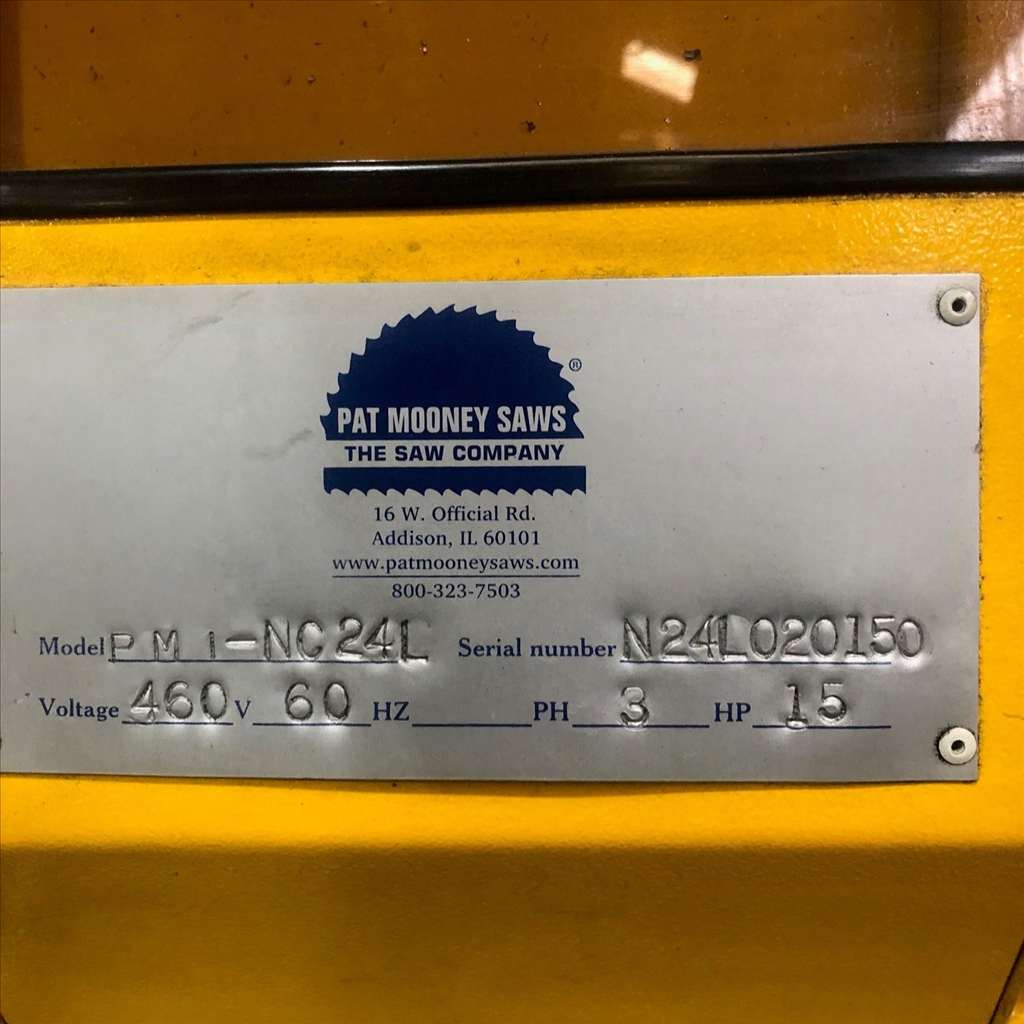 PAT MOONEY SAWS ®
THE SAW COMPANY
16 W. Official Rd.
Addison, IL 60101
www.patmooneysaws.com
800-323-7503
Model PM1-NC24L Serial number N24L020150
Voltage 460 V 60 HZ PH 3 HP 15